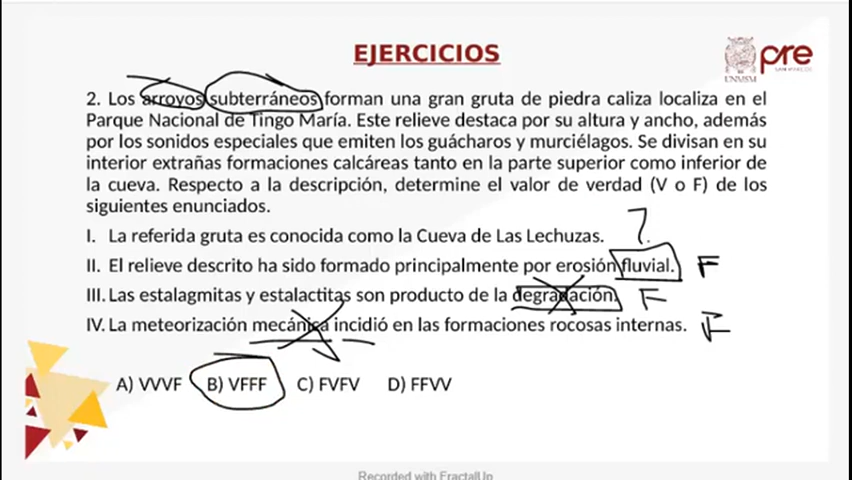 EJERCICIOS
UNMSM
pre
SAN MARCOS
2. Los arroyos subterráneos forman una gran gruta de piedra caliza localiza en el
Parque Nacional de Tingo María. Este relieve destaca por su altura y ancho, además
por los sonidos especiales que emiten los guácharos y murciélagos. Se divisan en su
interior extrañas formaciones calcáreas tanto en la parte superior como inferior de
la cueva. Respecto a la descripción, determine el valor de verdad (V o F) de los
siguientes enunciados.
?
I. La referida gruta es conocida como la Cueva de Las Lechuzas.
II. El relieve descrito ha sido formado principalmente por erosión fluvial. F
III. Las estalagmitas y estalactitas son producto de la degradación. F
IV. La meteorización mecánica incidió en las formaciones rocosas internas. F
A) VVVF B) VFFF C) FVFV D) FFVV
Recorded with FractalUp